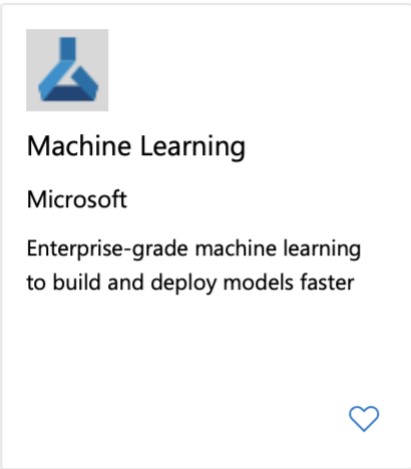 Machine Learning
Microsoft
Enterprise-grade machine learning
to build and deploy models faster